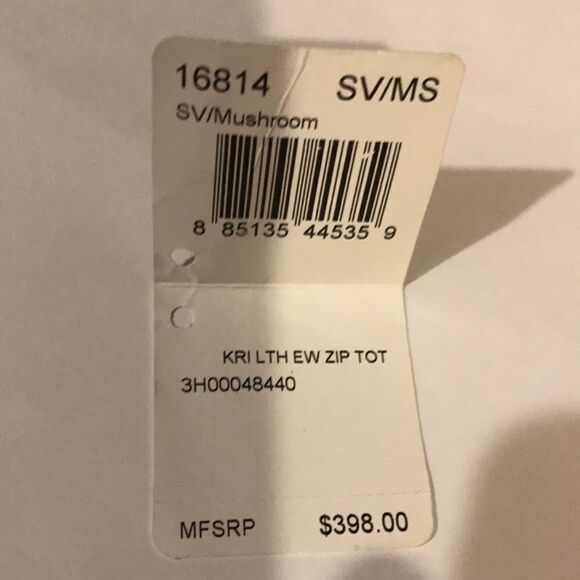 16814 SV/MS
SV/Mushroom
8 85135 44535 9
KRI LTH EW ZIP TOT
3H00048440
MFSRP $398.00